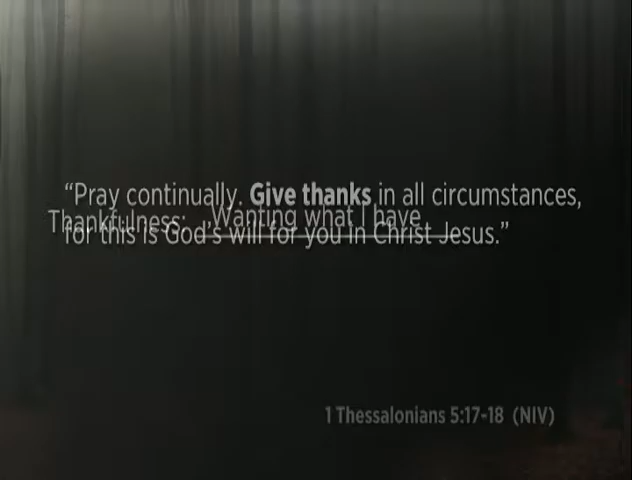 “Pray continually. Give thanks in all circumstances,
Thankfulness: Wanting what I have
for this is God’s will for you in Christ Jesus.”
1 Thessalonians 5:17-18 (NIV)